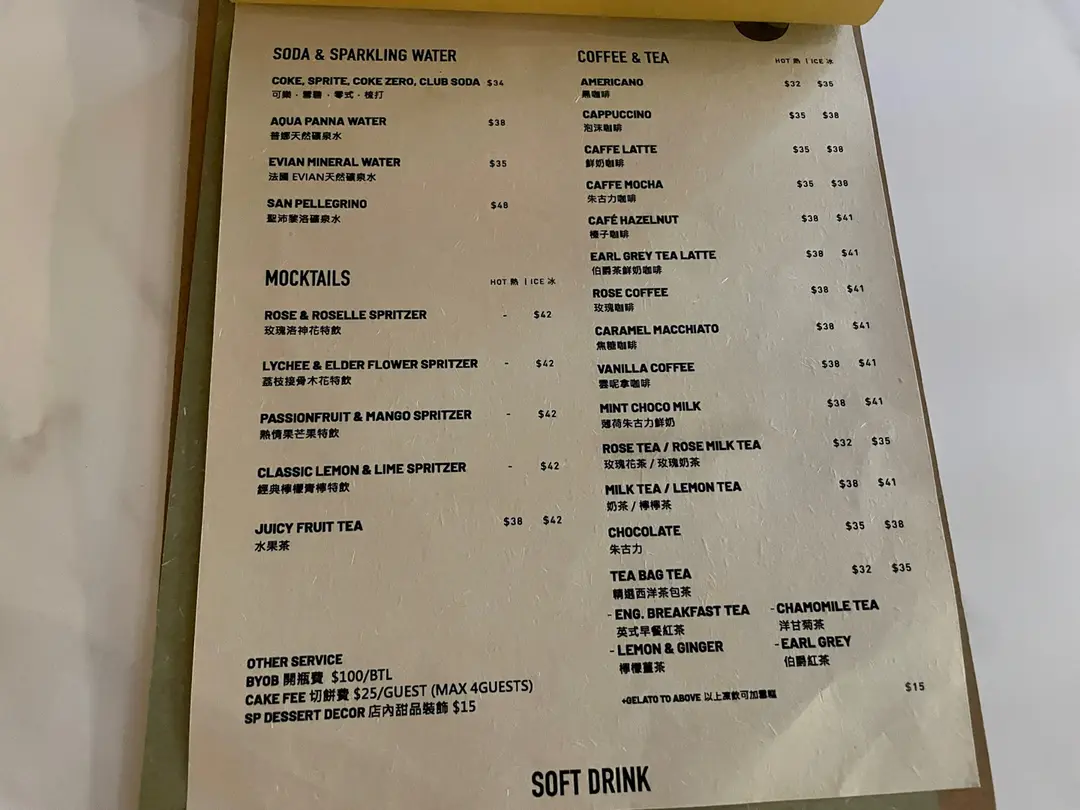 SODA & SPARKLING WATER
COKE, SPRITE, COKE ZERO, CLUB SODA $34
可樂 · 雪碧 · 零式 · 梳打
AQUA PANNA WATER $38
普娜天然礦泉水
EVIAN MINERAL WATER $35
法國 EVIAN天然礦泉水
SAN PELLEGRINO $48
聖沛黎洛礦泉水
MOCKTAILS HOT 熱 | ICE 冰
ROSE & ROSELLE SPRITZER - $42
玫瑰洛神花特飲
LYCHEE & ELDER FLOWER SPRITZER - $42
荔枝接骨木花特飲
PASSIONFRUIT & MANGO SPRITZER - $42
熱情果芒果特飲
CLASSIC LEMON & LIME SPRITZER - $42
經典檸檬青檸特飲
JUICY FRUIT TEA $38 $42
水果茶
OTHER SERVICE
BYOB 開瓶費 $100/BTL
CAKE FEE 切餅費 $25/GUEST (MAX 4GUESTS)
SP DESSERT DECOR 店內甜品裝飾 $15
COFFEE & TEA HOT 熱 | ICE 冰
AMERICANO $32 $35
黑咖啡
CAPPUCCINO $35 $38
泡沫咖啡
CAFFE LATTE $35 $38
鮮奶咖啡
CAFFE MOCHA $35 $38
朱古力咖啡
CAFÉ HAZELNUT $38 $41
榛子咖啡
EARL GREY TEA LATTE $38 $41
伯爵茶鮮奶咖啡
ROSE COFFEE $38 $41
玫瑰咖啡
CARAMEL MACCHIATO $38 $41
焦糖咖啡
VANILLA COFFEE $38 $41
雲呢拿咖啡
MINT CHOCO MILK $38 $41
薄荷朱古力鮮奶
ROSE TEA / ROSE MILK TEA $32 $35
玫瑰花茶 / 玫瑰奶茶
MILK TEA / LEMON TEA $38 $41
奶茶 / 檸檬茶
CHOCOLATE $35 $38
朱古力
TEA BAG TEA $32 $35
精選西洋茶包茶
- ENG. BREAKFAST TEA - CHAMOMILE TEA
英式早餐紅茶 洋甘菊茶
- LEMON & GINGER - EARL GREY
檸檬薑茶 伯爵紅茶
+GELATO TO ABOVE 以上凍飲可加雪糕 $15
SOFT DRINK